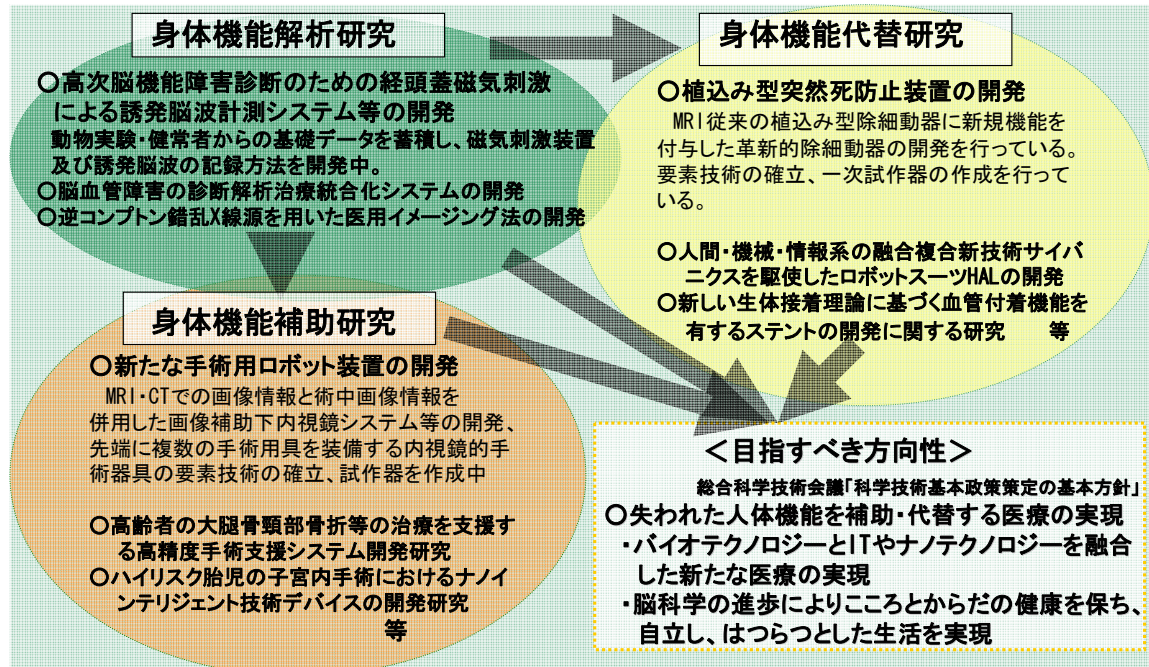 身体機能解析研究
〇高次脳機能障害診断のための経頭蓋磁気刺激
による誘発脳波計測システム等の開発
動物実験・健常者からの基礎データを蓄積し、磁気刺激装置
及び誘発脳波の記録方法を開発中。
〇脳血管障害の診断解析治療統合化システムの開発
〇逆コンプトン錯乱X線源を用いた医用イメージング法の開発
身体機能代替研究
〇植込み型突然死防止装置の開発
MRI従来の植込み型除細動器に新規機能を
付与した革新的除細動器の開発を行っている。
要素技術の確立、一次試作器の作成を行って
いる。
〇人間・機械・情報系の融合複合新技術サイバ
ニクスを駆使したロボットスーツHALの開発
〇新しい生体接着理論に基づく血管付着機能を
有するステントの開発に関する研究　等
身体機能補助研究
〇新たな手術用ロボット装置の開発
MRI・CTでの画像情報と術中画像情報を
併用した画像補助下内視鏡システム等の開発、
先端に複数の手術用具を装備する内視鏡的手
術器具の要素技術の確立、試作器を作成中
〇高齢者の大腿骨頸部骨折等の治療を支援す
る高精度手術支援システム開発研究
〇ハイリスク胎児の子宮内手術におけるナノイ
ンテリジェント技術デバイスの開発研究
等
＜目指すべき方向性＞
総合科学技術会議「科学技術基本政策策定の基本方針」
〇失われた人体機能を補助・代替する医療の実現
・バイオテクノロジーとITやナノテクノロジーを融合
した新たな医療の実現
・脳科学の進歩によりこころとからだの健康を保ち、
自立し、はつらつとした生活を実現